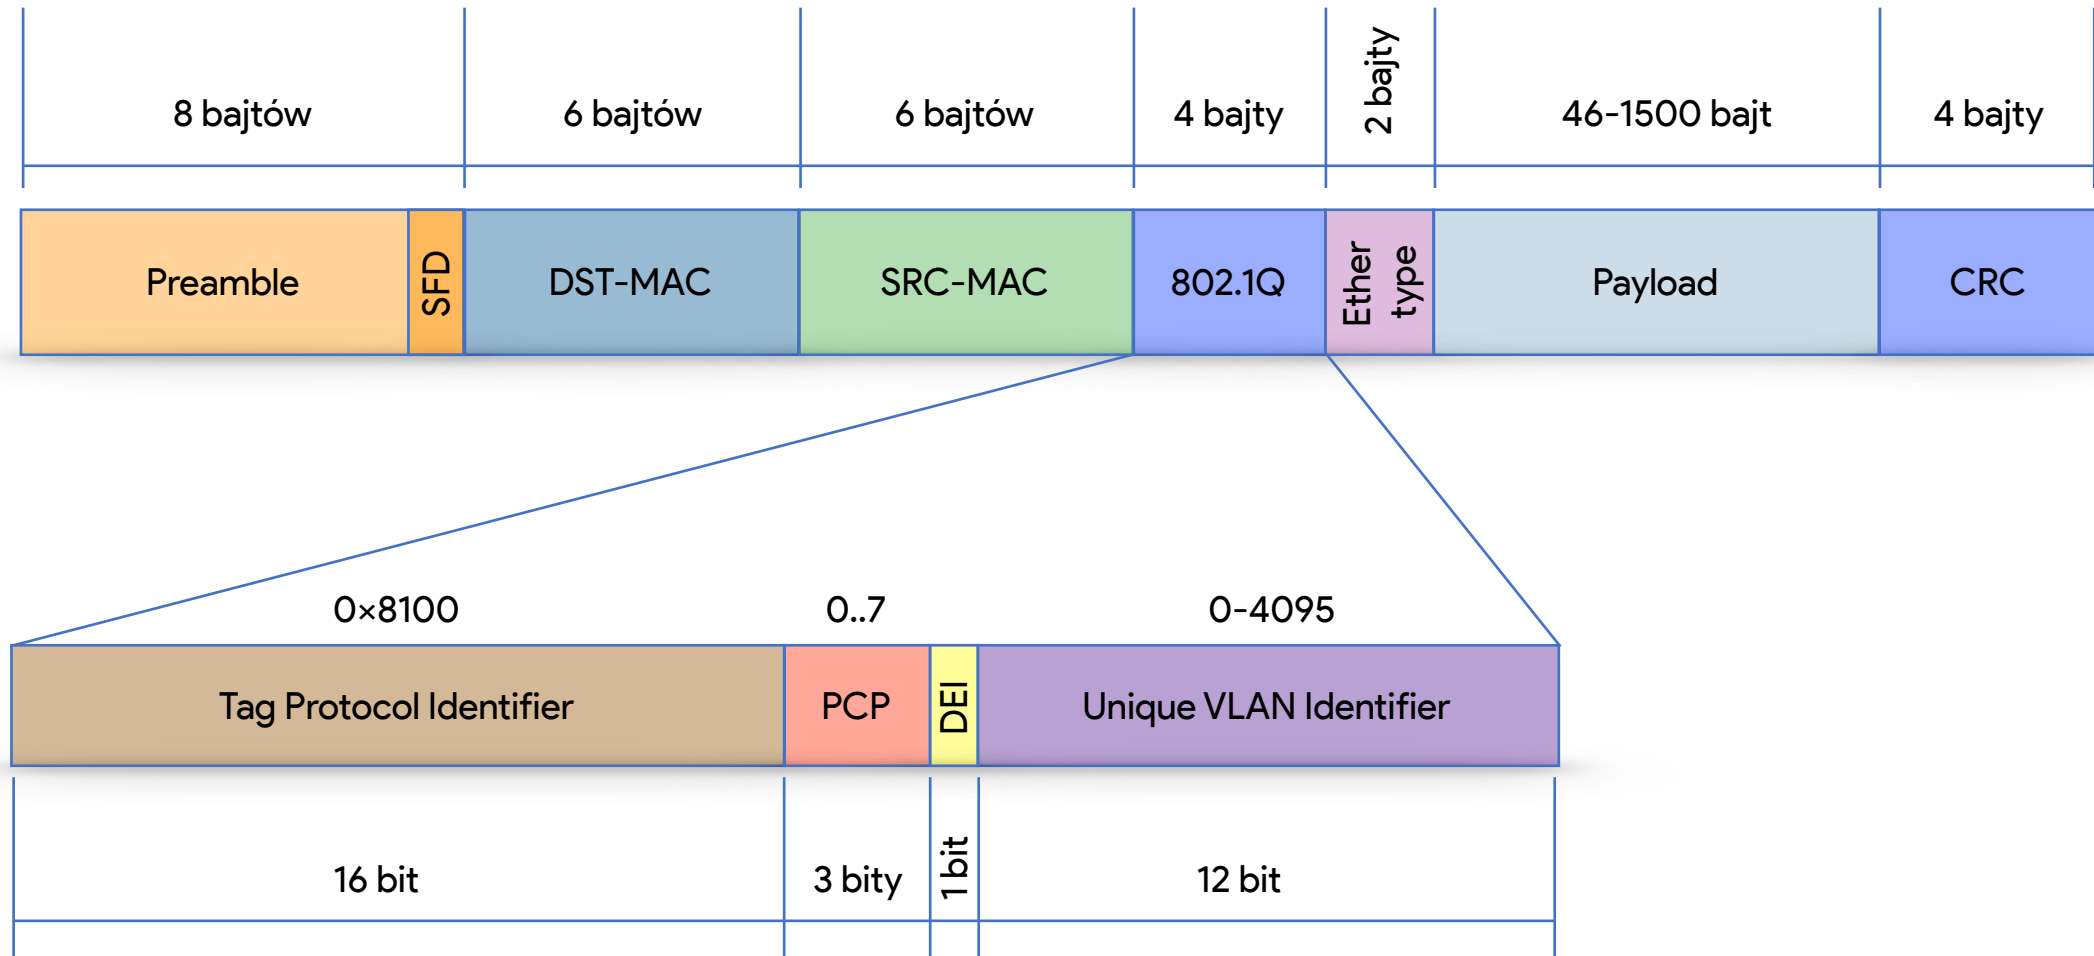 8 bajtów
6 bajtów
6 bajtów
4 bajty
2 bajty
46-1500 bajt
4 bajty
Preamble
SFD
DST-MAC
SRC-MAC
802.1Q
Ether
type
Payload
CRC
0×8100
0..7
0-4095
Tag Protocol Identifier
PCP
DEI
Unique VLAN Identifier
16 bit
3 bity
1 bit
12 bit